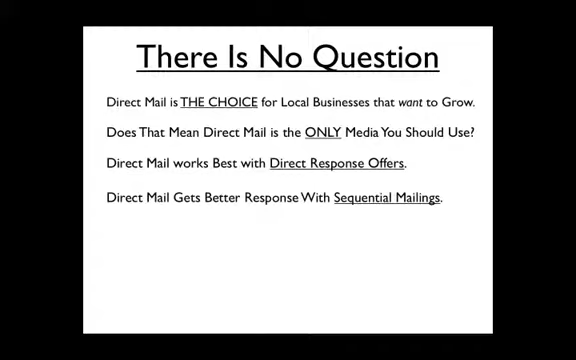 There Is No Question
Direct Mail is THE CHOICE for Local Businesses that want to Grow.
Does That Mean Direct Mail is the ONLY Media You Should Use?
Direct Mail works Best with Direct Response Offers.
Direct Mail Gets Better Response With Sequential Mailings.